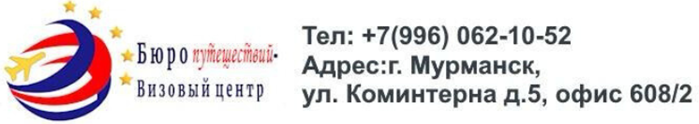 Бюро путешествий-
Визовый центр
Тел: +7(996) 062-10-52
Адрес:г. Мурманск,
ул. Коминтерна д.5, офис 608/2